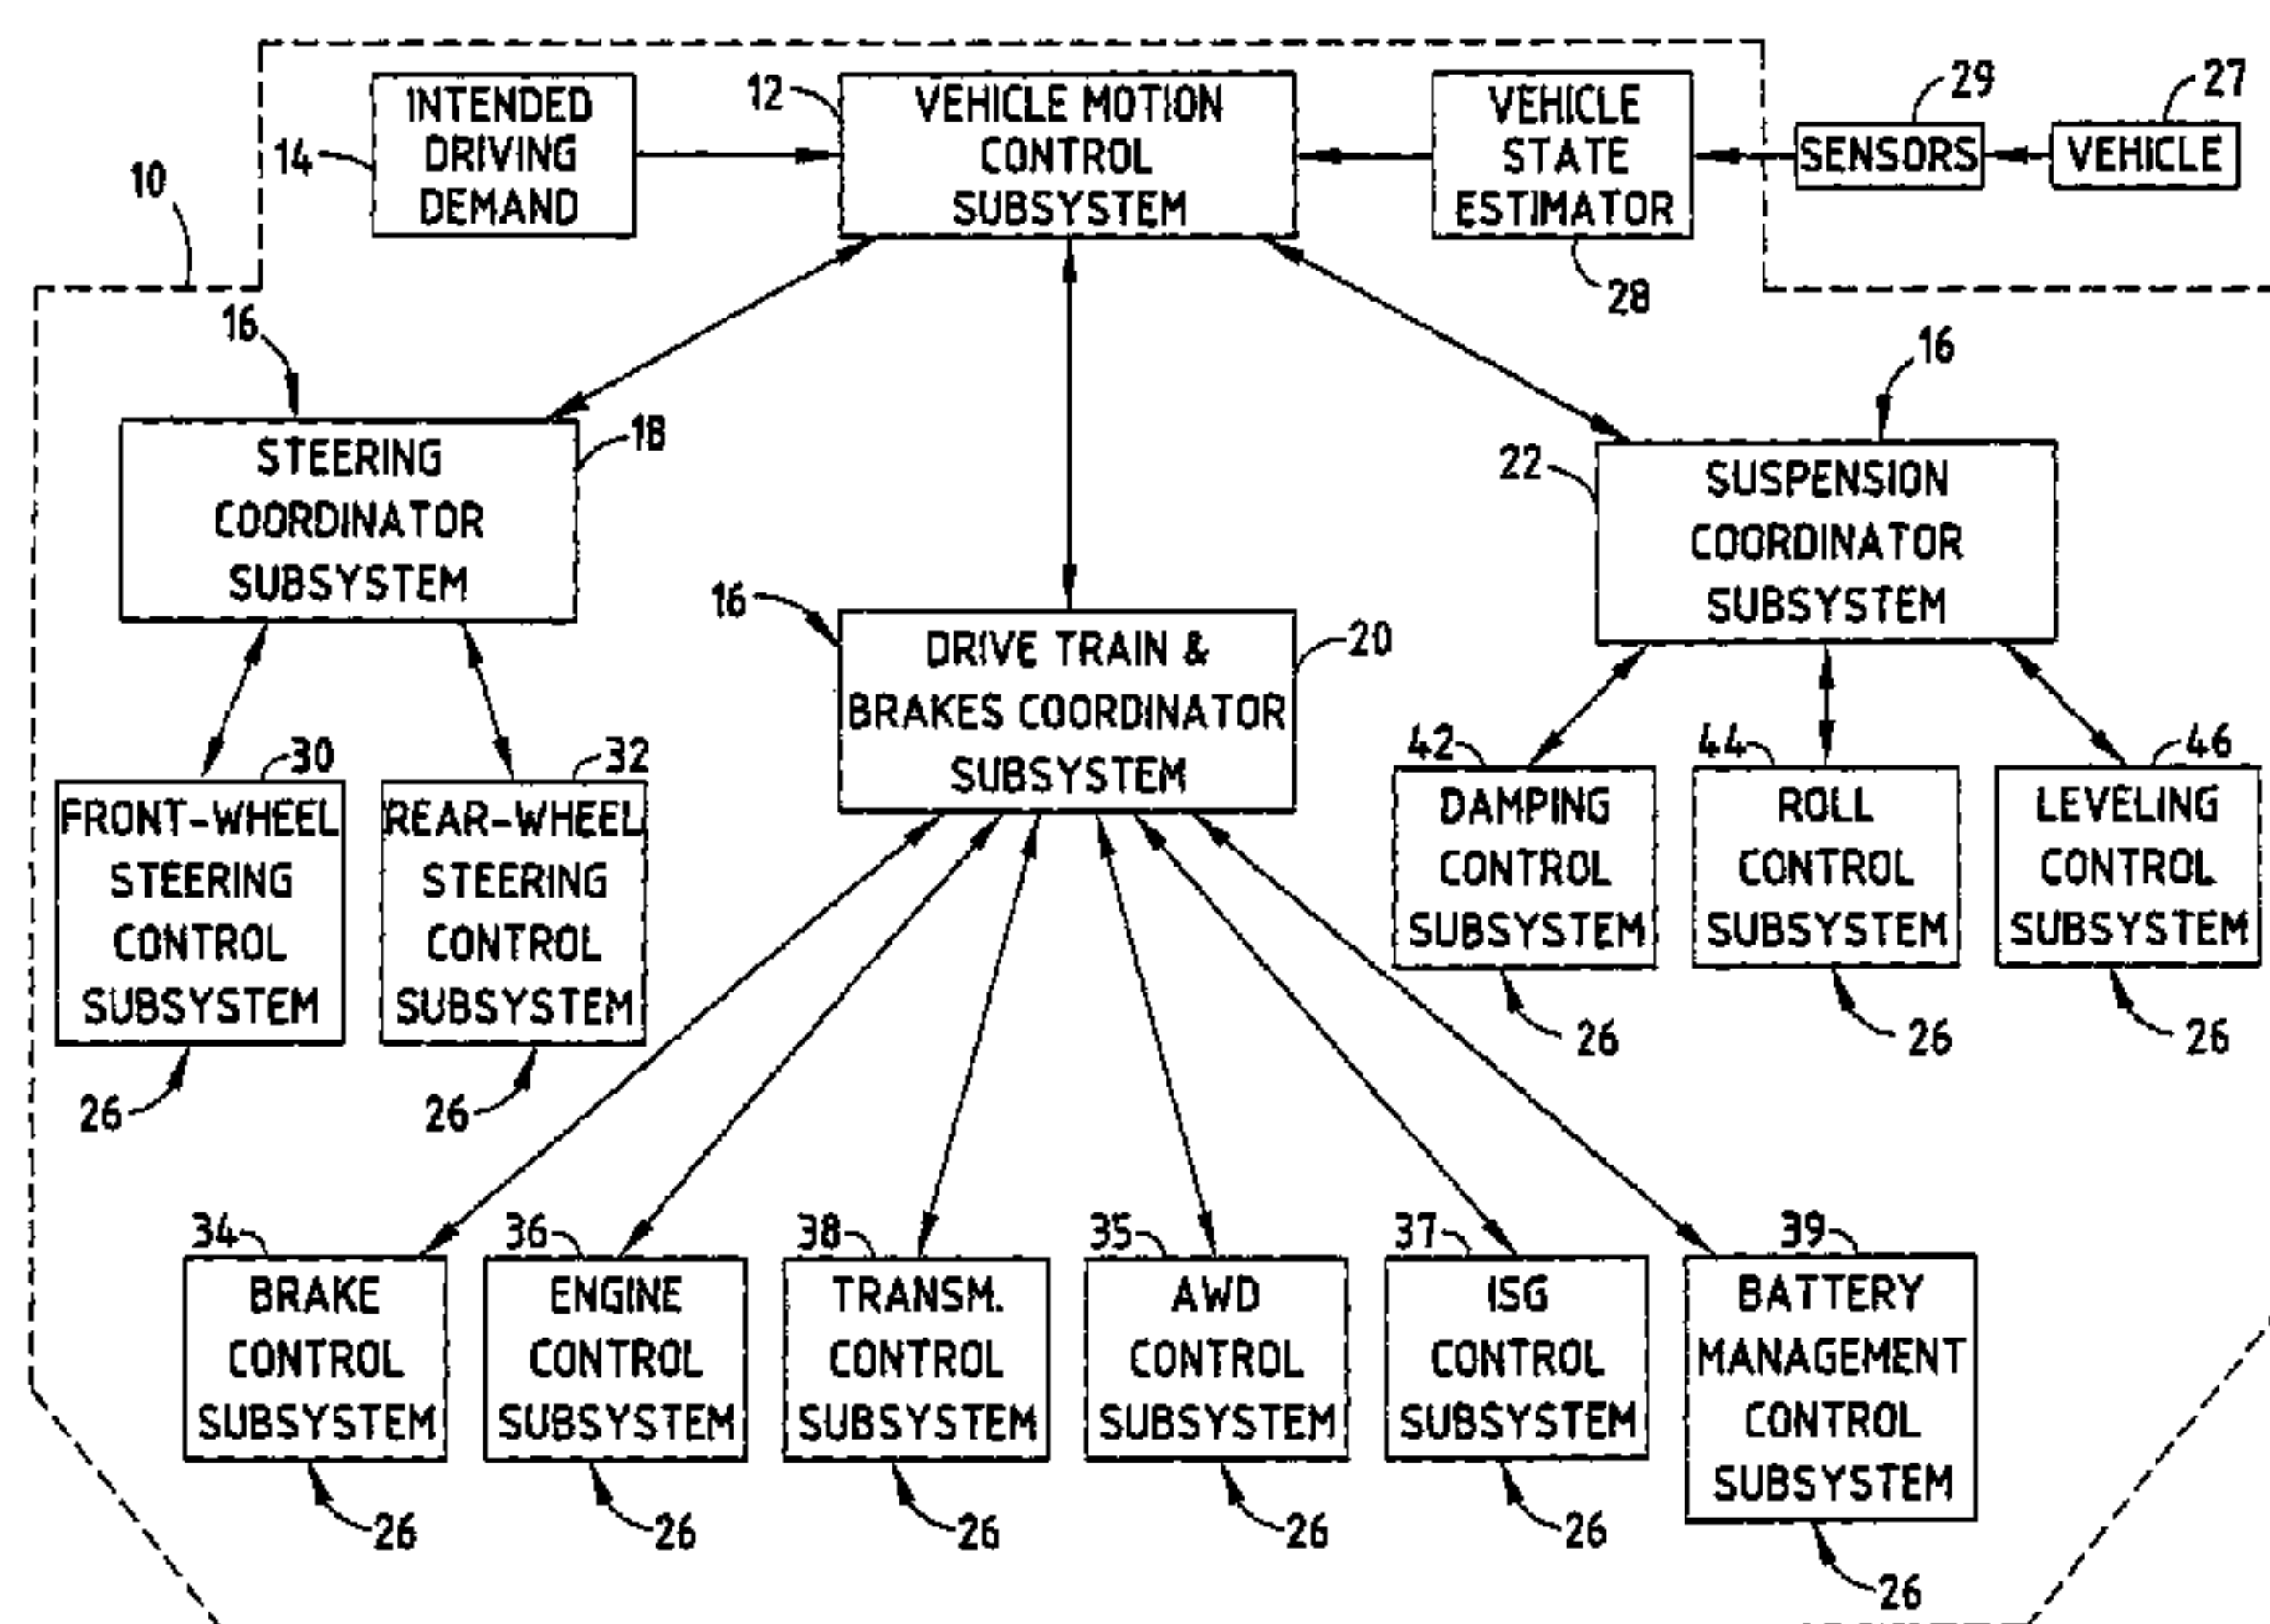 10
14
INTENDED
DRIVING
DEMAND
12
VEHICLE MOTION
CONTROL
SUBSYSTEM
VEHICLE
STATE
ESTIMATOR
28
29
SENSORS
27
VEHICLE
16
18
STEERING
COORDINATOR
SUBSYSTEM
16
20
DRIVE TRAIN &
BRAKES COORDINATOR
SUBSYSTEM
16
22
SUSPENSION
COORDINATOR
SUBSYSTEM
30
FRONT-WHEEL
STEERING
CONTROL
SUBSYSTEM
26
32
REAR-WHEEL
STEERING
CONTROL
SUBSYSTEM
26
42
DAMPING
CONTROL
SUBSYSTEM
26
44
ROLL
CONTROL
SUBSYSTEM
26
46
LEVELING
CONTROL
SUBSYSTEM
26
34
BRAKE
CONTROL
SUBSYSTEM
26
36
ENGINE
CONTROL
SUBSYSTEM
26
38
TRANSM.
CONTROL
SUBSYSTEM
26
35
AWD
CONTROL
SUBSYSTEM
26
37
ISG
CONTROL
SUBSYSTEM
26
39
BATTERY
MANAGEMENT
CONTROL
SUBSYSTEM
26